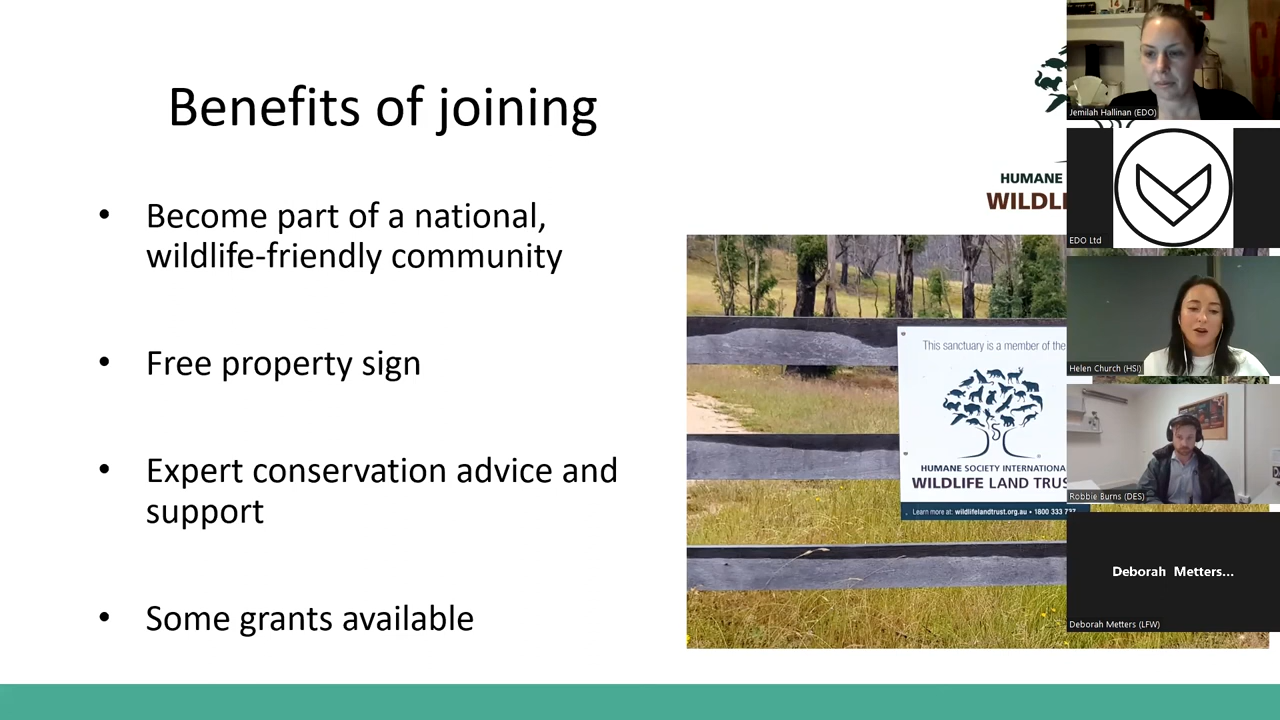 Benefits of joining
• Become part of a national,
wildlife-friendly community
• Free property sign
• Expert conservation advice and
support
• Some grants available
HUMANE
WILDL
This sanctuary is a member of the
HUMANE SOCIETY INTERNATIONA
WILDLIFE LAND TRUS
Learn more at: wildlifelandtrust.org.au • 1800 333 737
Jemilah Hallinan (EDO)
EDO Ltd
Helen Church (HSI)
Robbie Burns (DES)
Deborah Metters...
Deborah Metters (LFW)